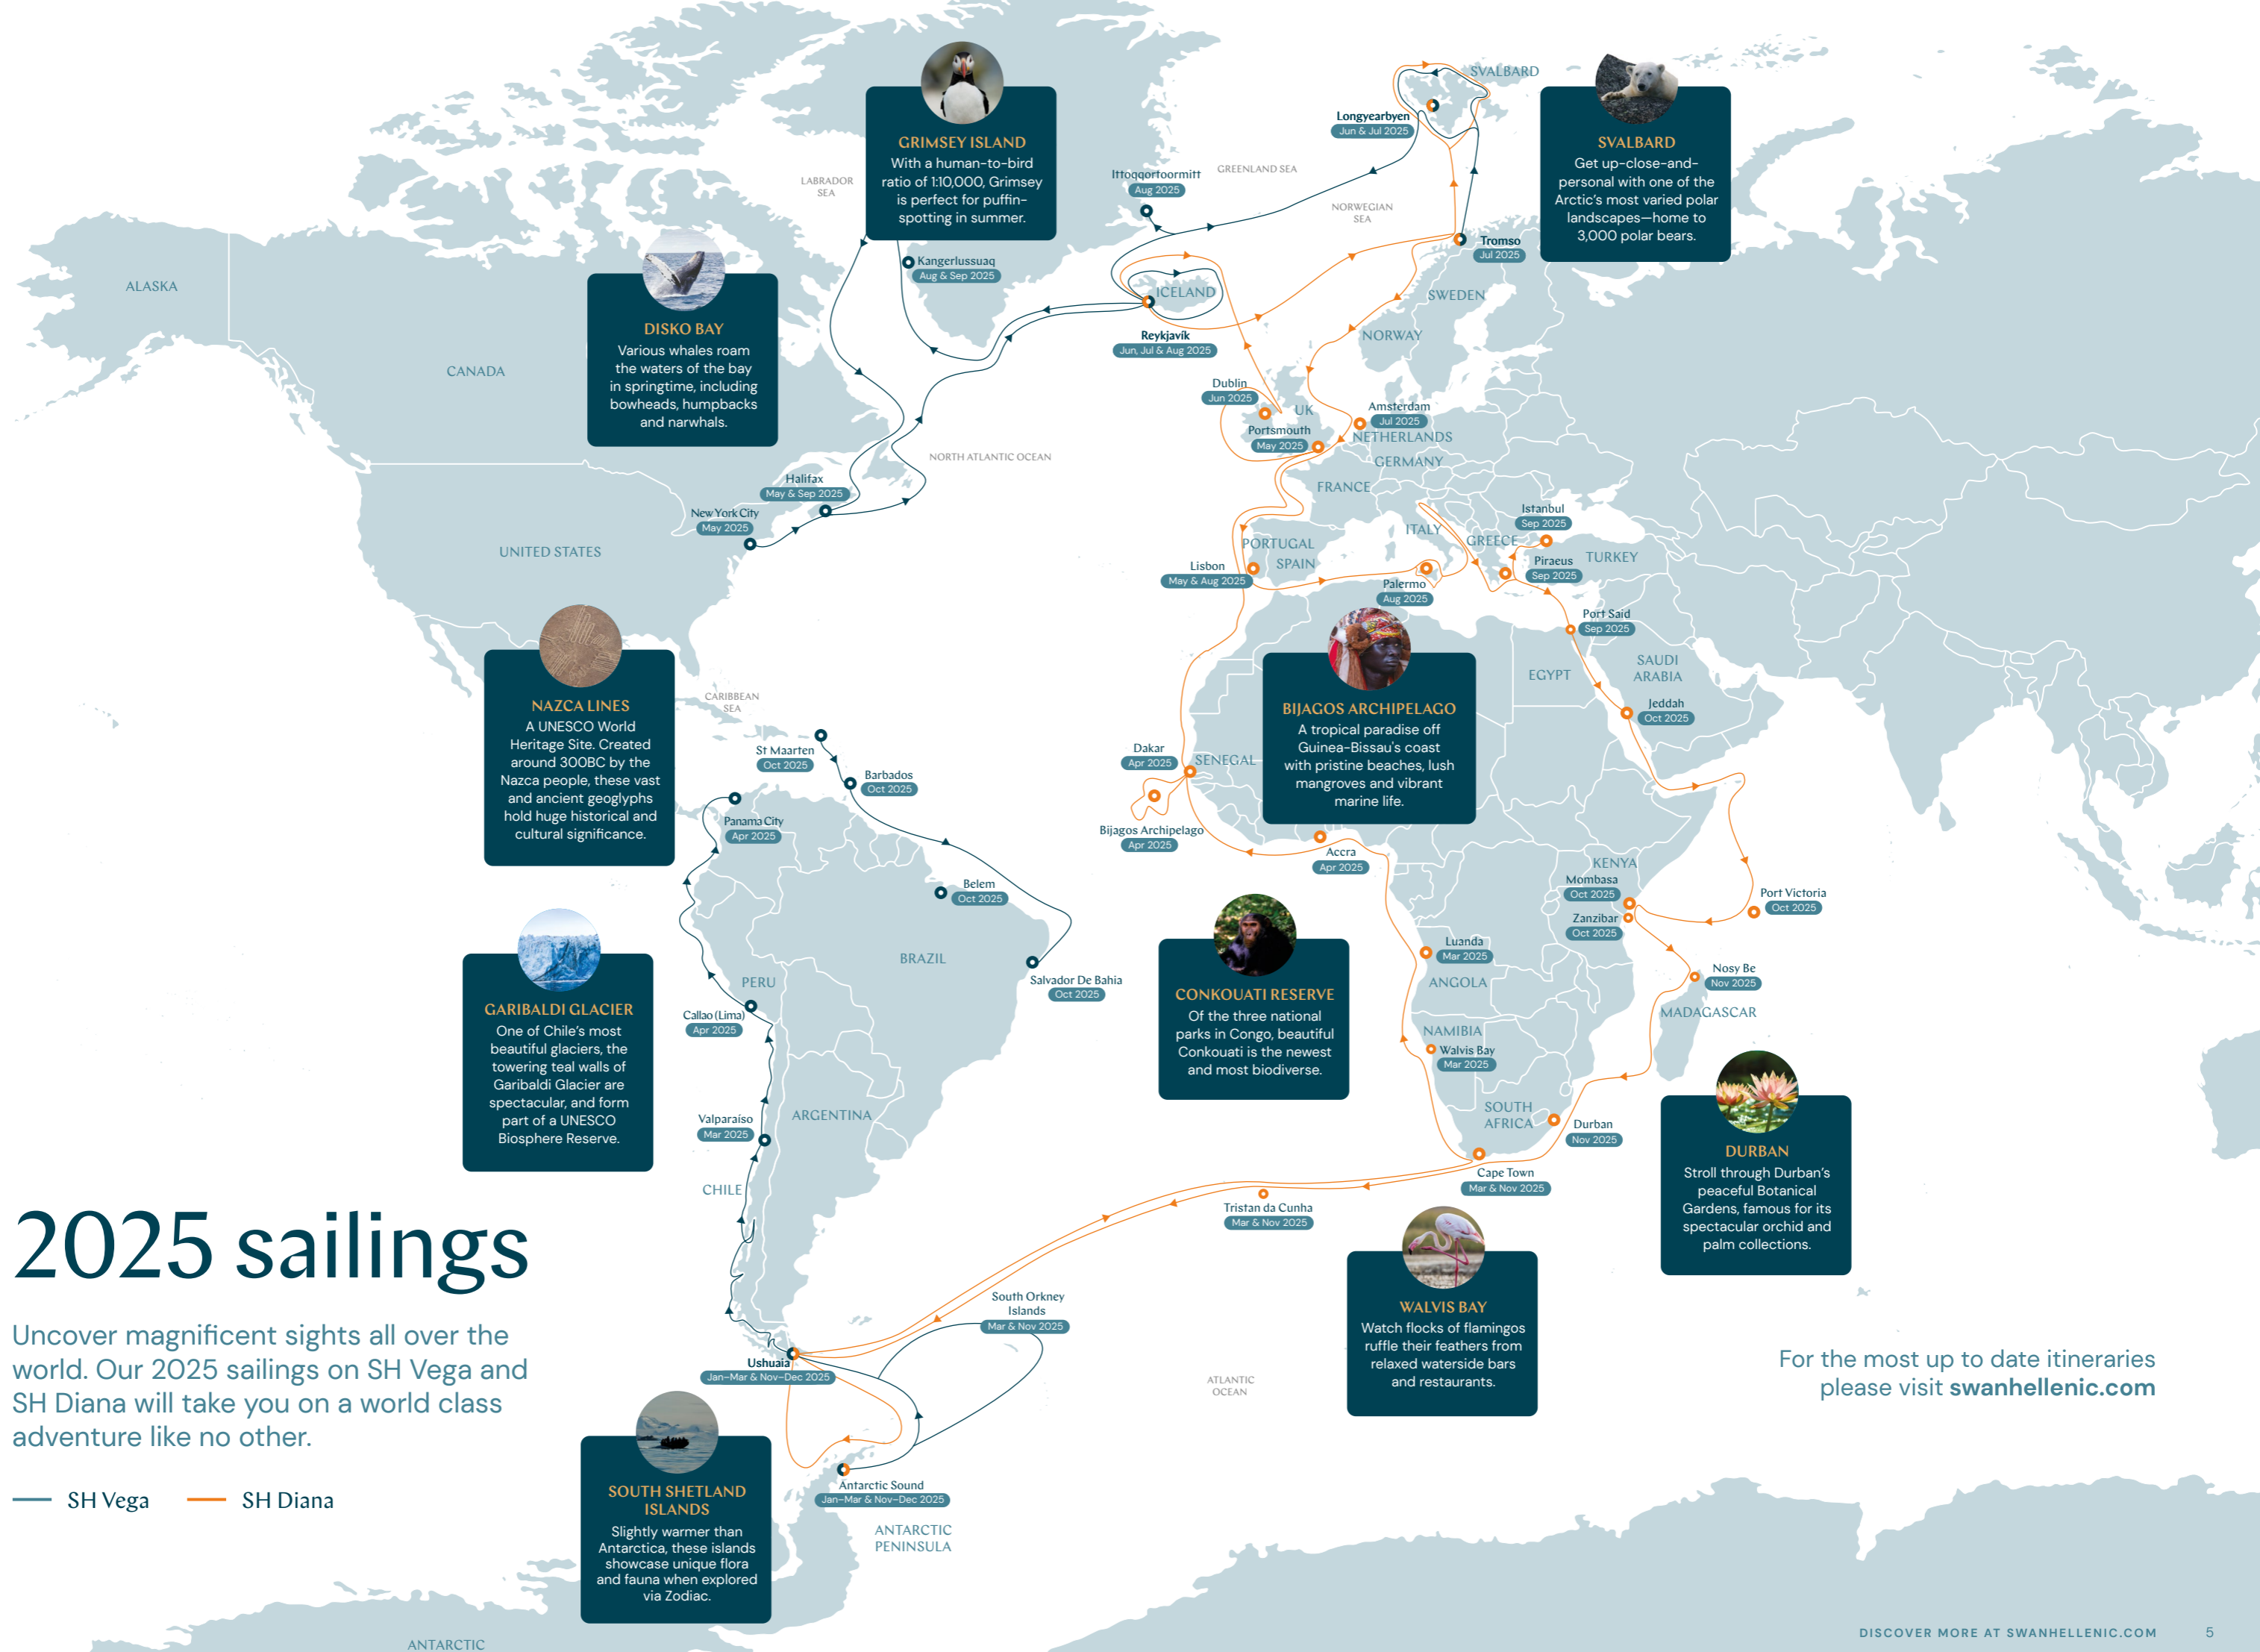 GRIMSEY ISLAND
With a human-to-bird
ratio of 1:10,000, Grimsey
is perfect for puffin-
spotting in summer.
SVALBARD
Longyearbyen
Jun & Jul 2025
SVALBARD
Get up-close-and-
personal with one of the
Arctic's most varied polar
landscapes—home to
3,000 polar bears.
LABRADOR
SEA
Ittoqqortoormitt
Aug 2025
GREENLAND SEA
NORWEGIAN
SEA
Tromso
Jul 2025
Kangerlussuaq
Aug & Sep 2025
ICELAND
Reykjavík
Jun, Jul & Aug 2025
ALASKA
CANADA
DISKO BAY
Various whales roam
the waters of the bay
in springtime, including
bowheads, humpbacks
and narwhals.
SWEDEN
NORWAY
Dublin
Jun 2025
UK
Amsterdam
Jul 2025
Portsmouth
May 2025
NETHERLANDS
GERMANY
FRANCE
NORTH ATLANTIC OCEAN
Halifax
May & Sep 2025
New York City
May 2025
UNITED STATES
ITALY
Istanbul
Sep 2025
GREECE
TURKEY
PORTUGAL
SPAIN
Lisbon
May & Aug 2025
Palermo
Aug 2025
Piraeus
Sep 2025
Port Said
Sep 2025
NAZCA LINES
A UNESCO World
Heritage Site. Created
around 300BC by the
Nazca people, these vast
and ancient geoglyphs
hold huge historical and
cultural significance.
CARIBBEAN
SEA
St Maarten
Oct 2025
Barbados
Oct 2025
Panama City
Apr 2025
Belem
Oct 2025
BRAZIL
Salvador De Bahia
Oct 2025
BIJAGOS ARCHIPELAGO
A tropical paradise off
Guinea-Bissau's coast
with pristine beaches, lush
mangroves and vibrant
marine life.
EGYPT
SAUDI
ARABIA
Jeddah
Oct 2025
Dakar
Apr 2025
SENEGAL
Bijagos Archipelago
Apr 2025
Accra
Apr 2025
KENYA
Mombasa
Oct 2025
Zanzibar
Oct 2025
Port Victoria
Oct 2025
Luanda
Mar 2025
ANGOLA
Nosy Be
Nov 2025
MADAGASCAR
GARIBALDI GLACIER
One of Chile's most
beautiful glaciers, the
towering teal walls of
Garibaldi Glacier are
spectacular, and form
part of a UNESCO
Biosphere Reserve.
PERU
Callao (Lima)
Apr 2025
CONKOUATI RESERVE
Of the three national
parks in Congo, beautiful
Conkouati is the newest
and most biodiverse.
NAMIBIA
Walvis Bay
Mar 2025
SOUTH
AFRICA
Durban
Nov 2025
Cape Town
Mar & Nov 2025
DURBAN
Stroll through Durban's
peaceful Botanical
Gardens, famous for its
spectacular orchid and
palm collections.
Valparaíso
Mar 2025
ARGENTINA
CHILE
Tristan da Cunha
Mar & Nov 2025
WALVIS BAY
Watch flocks of flamingos
ruffle their feathers from
relaxed waterside bars
and restaurants.
South Orkney
Islands
Mar & Nov 2025
Ushuaia
Jan–Mar & Nov–Dec 2025
ATLANTIC
OCEAN
SOUTH SHETLAND
ISLANDS
Slightly warmer than
Antarctica, these islands
showcase unique flora
and fauna when explored
via Zodiac.
Antarctic Sound
Jan–Mar & Nov–Dec 2025
ANTARCTIC
PENINSULA
ANTARCTIC
2025 sailings
Uncover magnificent sights all over the
world. Our 2025 sailings on SH Vega and
SH Diana will take you on a world class
adventure like no other.
SH Vega
SH Diana
For the most up to date itineraries
please visit swanhellenic.com
DISCOVER MORE AT SWANHELLENIC.COM
5